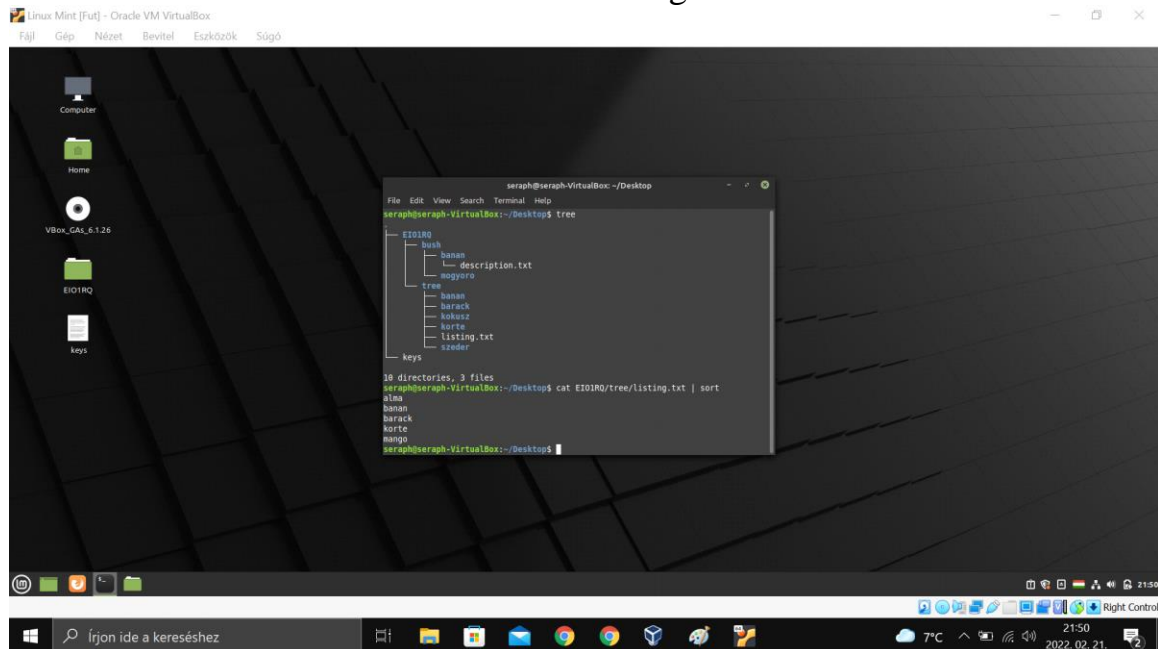 Linux Mint [Fut] - Oracle VM VirtualBox
Fájl Gép Nézet Bevitel Eszközök Súgó
Computer
Home
VBox_GAs_6.1.26
EIO1RQ
keys
seraph@seraph-VirtualBox: ~/Desktop
File Edit View Search Terminal Help
seraph@seraph-VirtualBox:~/Desktop$ tree
.
├── EIO1RQ
│   ├── bush
│   │   ├── banan
│   │   │   └── description.txt
│   │   └── mogyoro
│   └── tree
│       ├── banan
│       ├── barack
│       ├── kokusz
│       ├── korte
│       ├── listing.txt
│       └── szeder
└── keys
10 directories, 3 files
seraph@seraph-VirtualBox:~/Desktop$ cat EIO1RQ/tree/listing.txt | sort
alma
banan
barack
korte
mango
seraph@seraph-VirtualBox:~/Desktop$
21:50
Right Control
Írjon ide a kereséshez
7°C
21:50
2022. 02. 21.
2